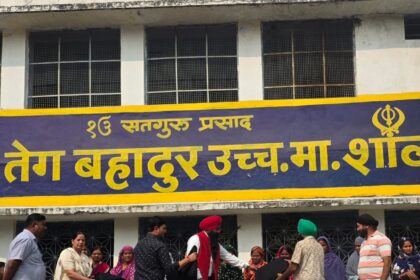 ੴ सतगुरु प्रसाद
तेग बहादुर उच्च.मा.शाल